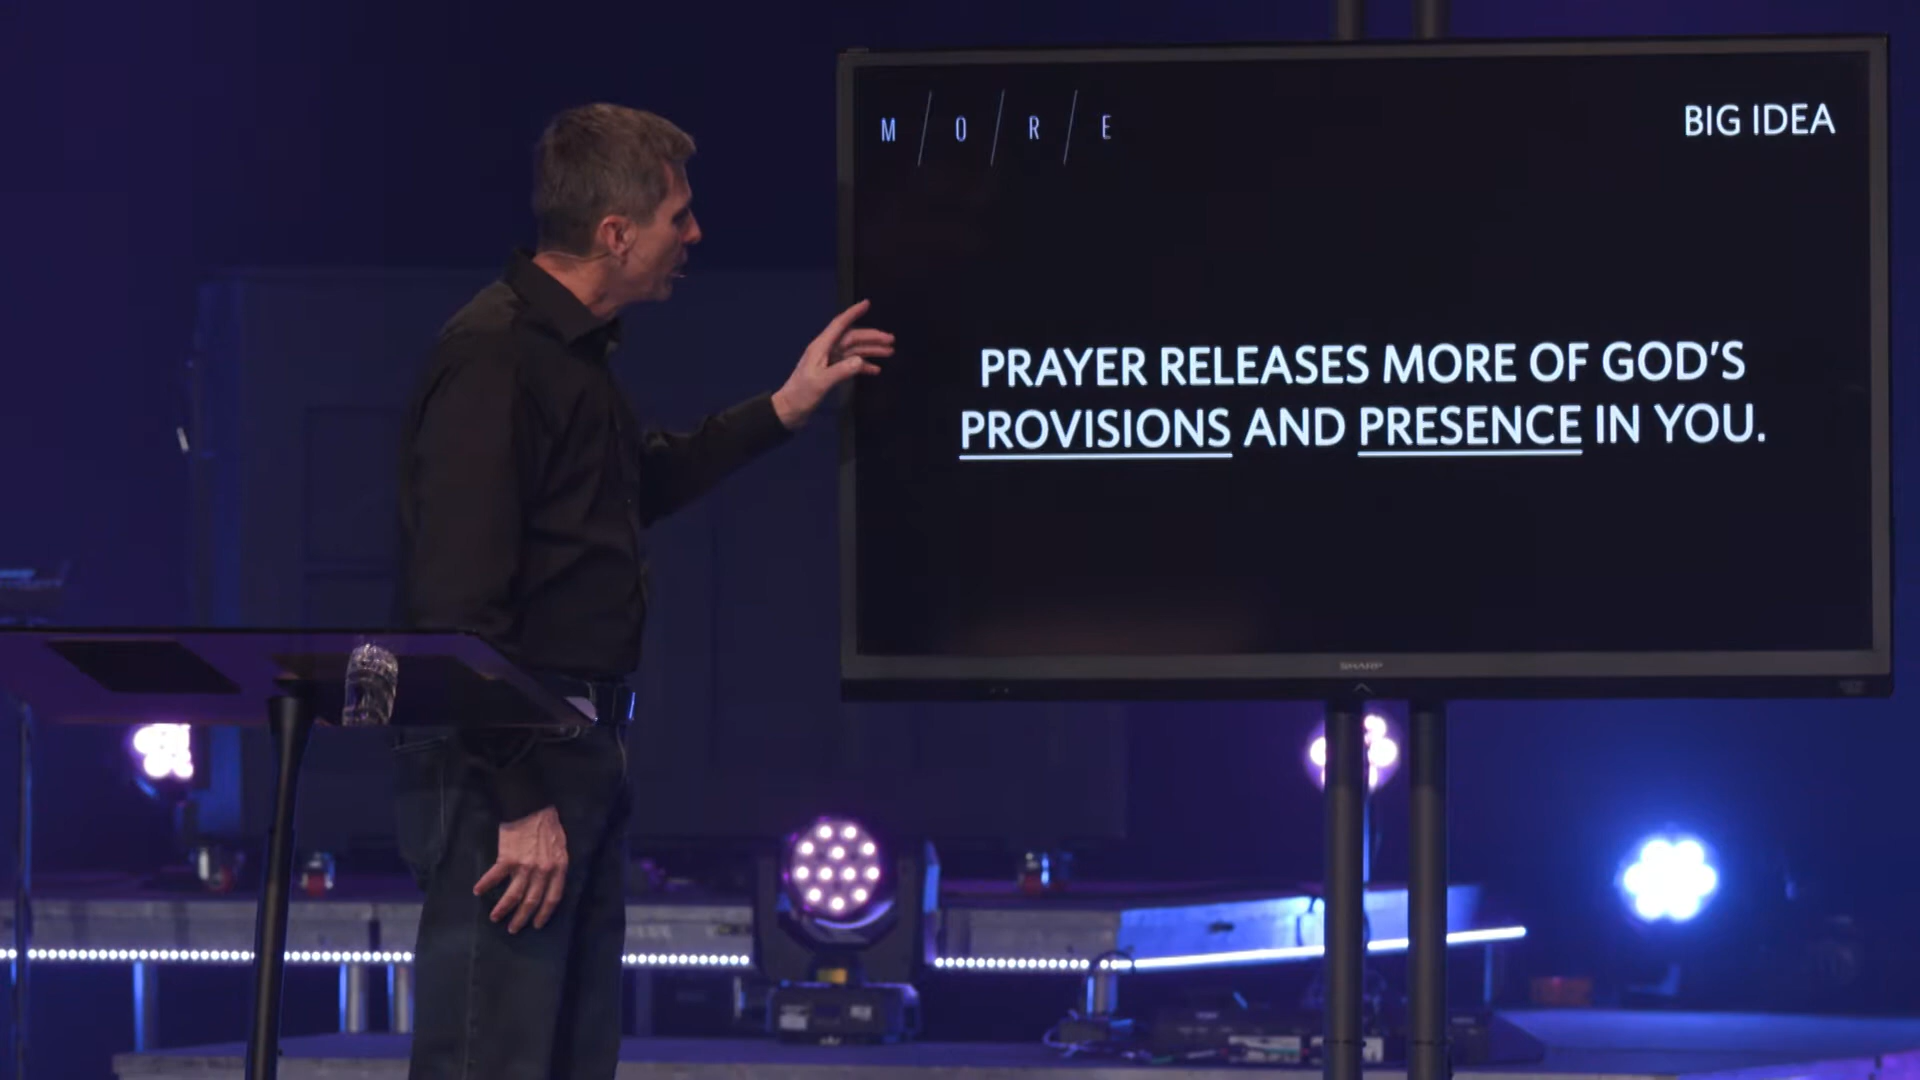 M / O / R / E
BIG IDEA
PRAYER RELEASES MORE OF GOD'S
PROVISIONS AND PRESENCE IN YOU.
SHARP